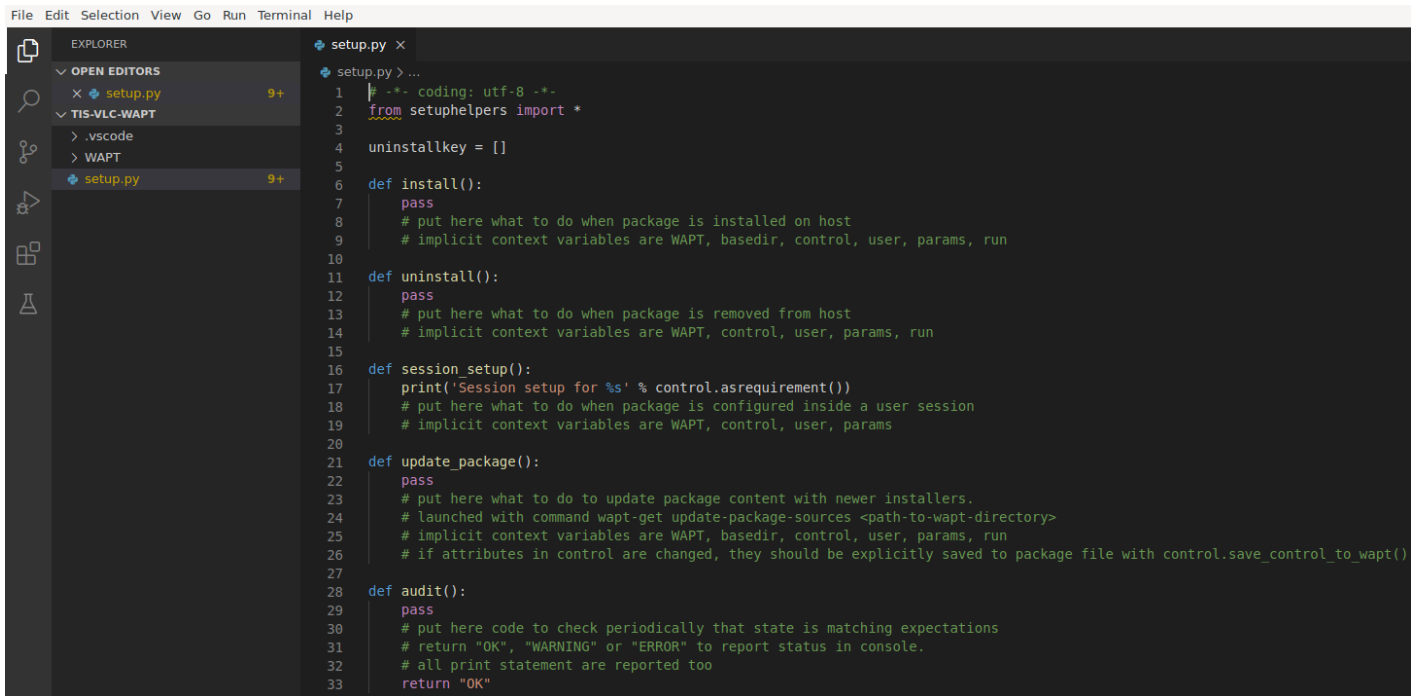 File Edit Selection View Go Run Terminal Help
EXPLORER
OPEN EDITORS
setup.py 9+
TIS-VLC-WAPT
.vscode
WAPT
setup.py 9+
setup.py
setup.py > ...
1 # -*- coding: utf-8 -*-
2 from setuphelpers import *
3
4 uninstallkey = []
5
6 def install():
7     pass
8     # put here what to do when package is installed on host
9     # implicit context variables are WAPT, basedir, control, user, params, run
10
11 def uninstall():
12     pass
13     # put here what to do when package is removed from host
14     # implicit context variables are WAPT, control, user, params, run
15
16 def session_setup():
17     print('Session setup for %s' % control.asrequirement())
18     # put here what to do when package is configured inside a user session
19     # implicit context variables are WAPT, control, user, params
20
21 def update_package():
22     pass
23     # put here what to do to update package content with newer installers.
24     # launched with command wapt-get update-package-sources <path-to-wapt-directory>
25     # implicit context variables are WAPT, basedir, control, user, params, run
26     # if attributes in control are changed, they should be explicitly saved to package file with control.save_control_to_wapt()
27
28 def audit():
29     pass
30     # put here code to check periodically that state is matching expectations
31     # return "OK", "WARNING" or "ERROR" to report status in console.
32     # all print statement are reported too
33     return "OK"